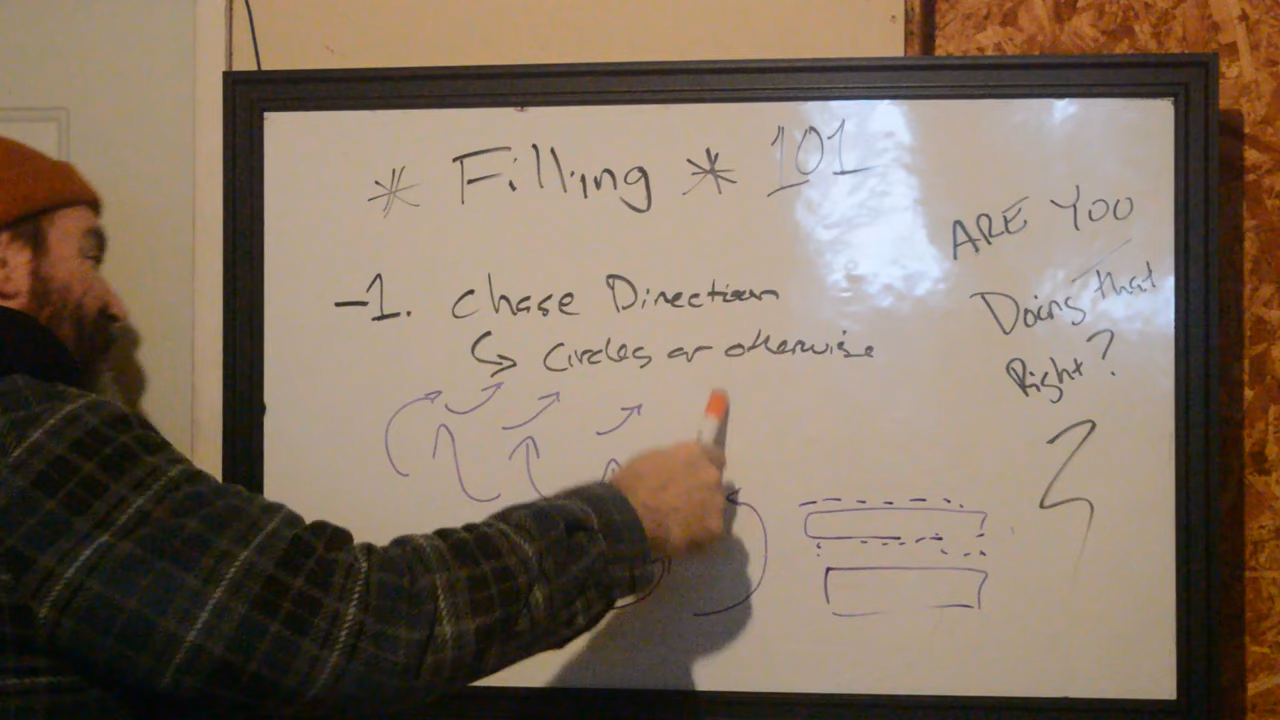 * Filling * 101
-1. Chase Direction
↳ Circles or otherwise
ARE YOU
Doing that
Right?